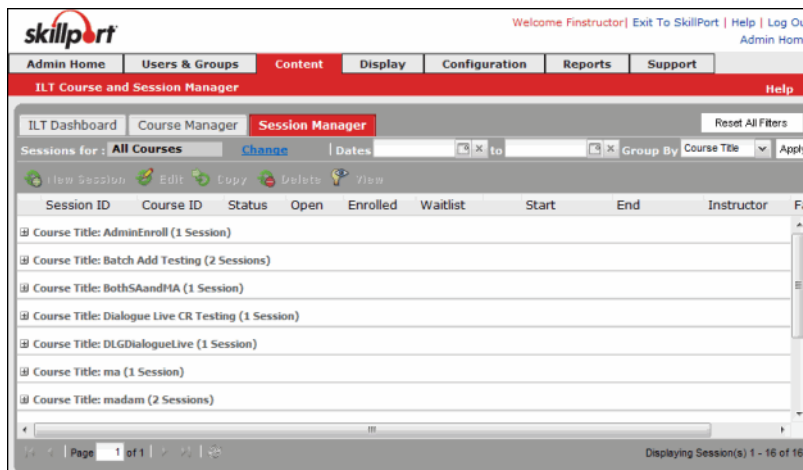 skillport
Welcome Finstructor| Exit To SkillPort | Help | Log Ou
Admin Hom
Admin Home Users & Groups Content Display Configuration Reports Support
ILT Course and Session Manager Help
ILT Dashboard Course Manager Session Manager Reset All Filters
Sessions for : All Courses Change | Dates to Group By Course Title Apply
New Session Edit Copy Delete View
Session ID Course ID Status Open Enrolled Waitlist Start End Instructor Fa
Course Title: AdminEnroll (1 Session)
Course Title: Batch Add Testing (2 Sessions)
Course Title: BothSAandMA (1 Session)
Course Title: Dialogue Live CR Testing (1 Session)
Course Title: DLGDialogueLive (1 Session)
Course Title: ma (1 Session)
Course Title: madam (2 Sessions)
Page 1 of 1 Displaying Session(s) 1 - 16 of 16